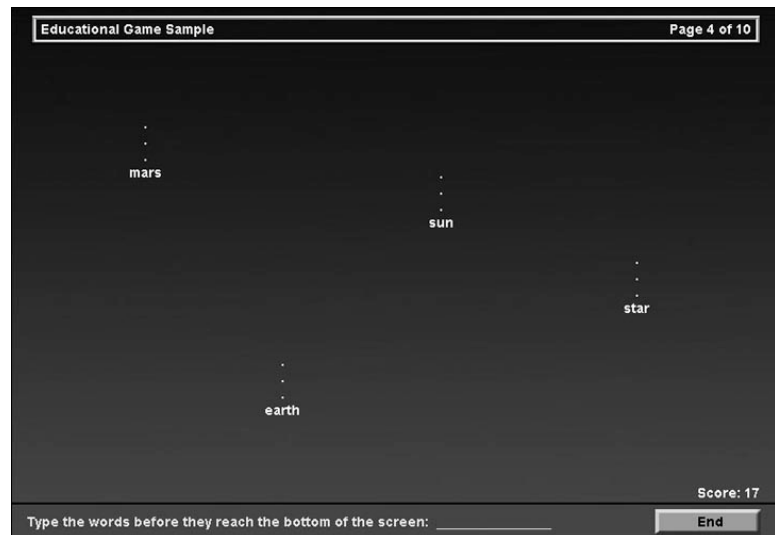 Educational Game Sample Page 4 of 10
mars
sun
star
earth
Score: 17
Type the words before they reach the bottom of the screen: ______________ End